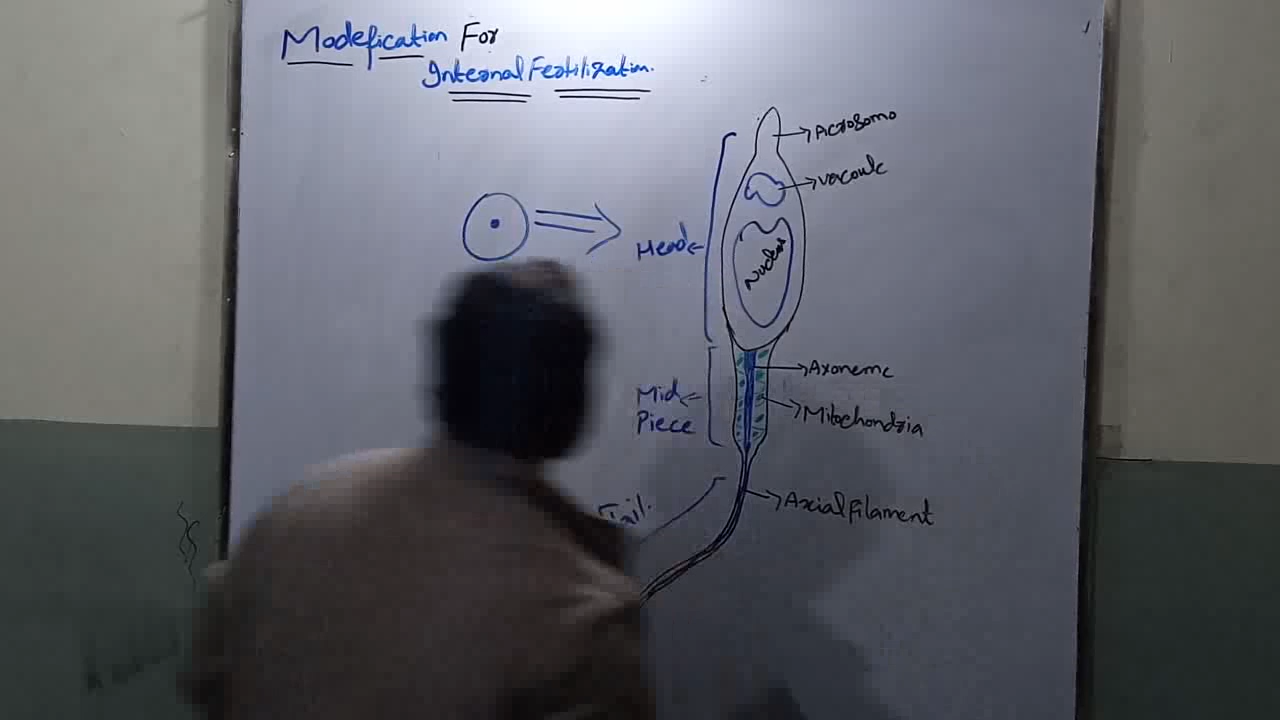 Modefication For
Internal Fertilization.
Acrosome
Vacoule
Head
Nucleus
Axoneme
Mid
Piece
Mitochondria
Tail.
Axial Filament